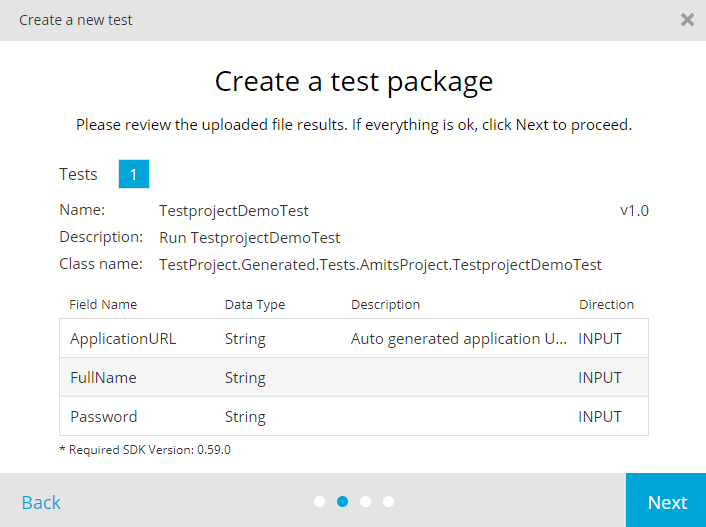 Create a new test
Create a test package
Please review the uploaded file results. If everything is ok, click Next to proceed.
Tests 1
Name: TestprojectDemoTest v1.0
Description: Run TestprojectDemoTest
Class name: TestProject.Generated.Tests.AmitsProject.TestprojectDemoTest
Field Name Data Type Description Direction
ApplicationURL String Auto generated application U... INPUT
FullName String INPUT
Password String INPUT
* Required SDK Version: 0.59.0
Back Next